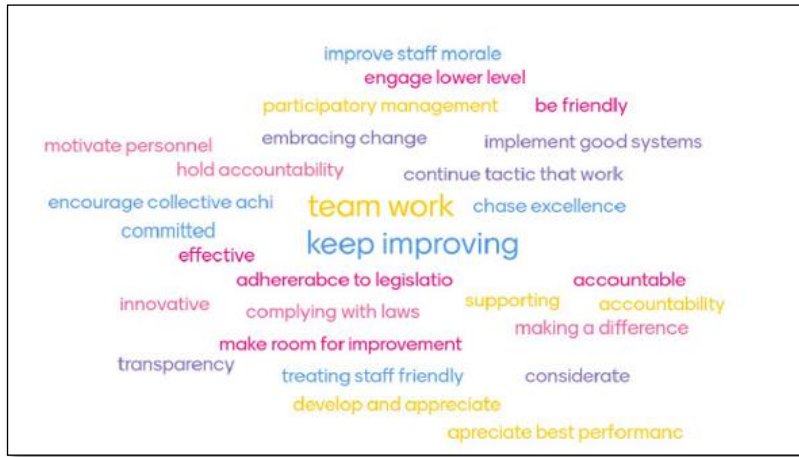 improve staff morale
engage lower level
participatory management
be friendly
embracing change
implement good systems
motivate personnel
hold accountability
continue tactic that work
encourage collective achi
team work
chase excellence
committed
keep improving
effective
adhererabce to legislatio
accountable
innovative
complying with laws
supporting
accountability
making a difference
make room for improvement
transparency
treating staff friendly
considerate
develop and appreciate
apreciate best performanc